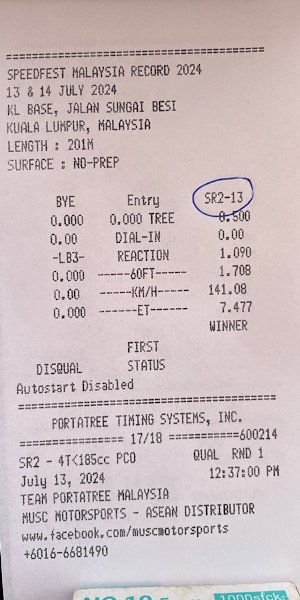 ==========================================
SPEEDFEST MALAYSIA RECORD 2024
13 & 14 JULY 2024
KL BASE, JALAN SUNGAI BESI
KUALA LUMPUR, MALAYSIA
LENGTH : 201M
SURFACE : NO-PREP
BYE Entry SR2-13
0.000 0.000 TREE 0.500
0.00 DIAL-IN 0.00
-LB3- REACTION 1.090
0.000 ------60FT----- 1.708
0.00 ------KM/H----- 141.08
0.000 -------ET------ 7.477
WINNER
FIRST
DISQUAL STATUS
Autostart Disabled
==========================================
PORTATREE TIMING SYSTEMS, INC.
================ 17/18 ===========600214
SR2 - 4T<185cc PCO QUAL RND 1
July 13, 2024 12:37:00 PM
TEAM PORTATREE MALAYSIA
MUSC MOTORSPORTS - ASEAN DISTRIBUTOR
www.facebook.com/muscmotorsports
+6016-6681490